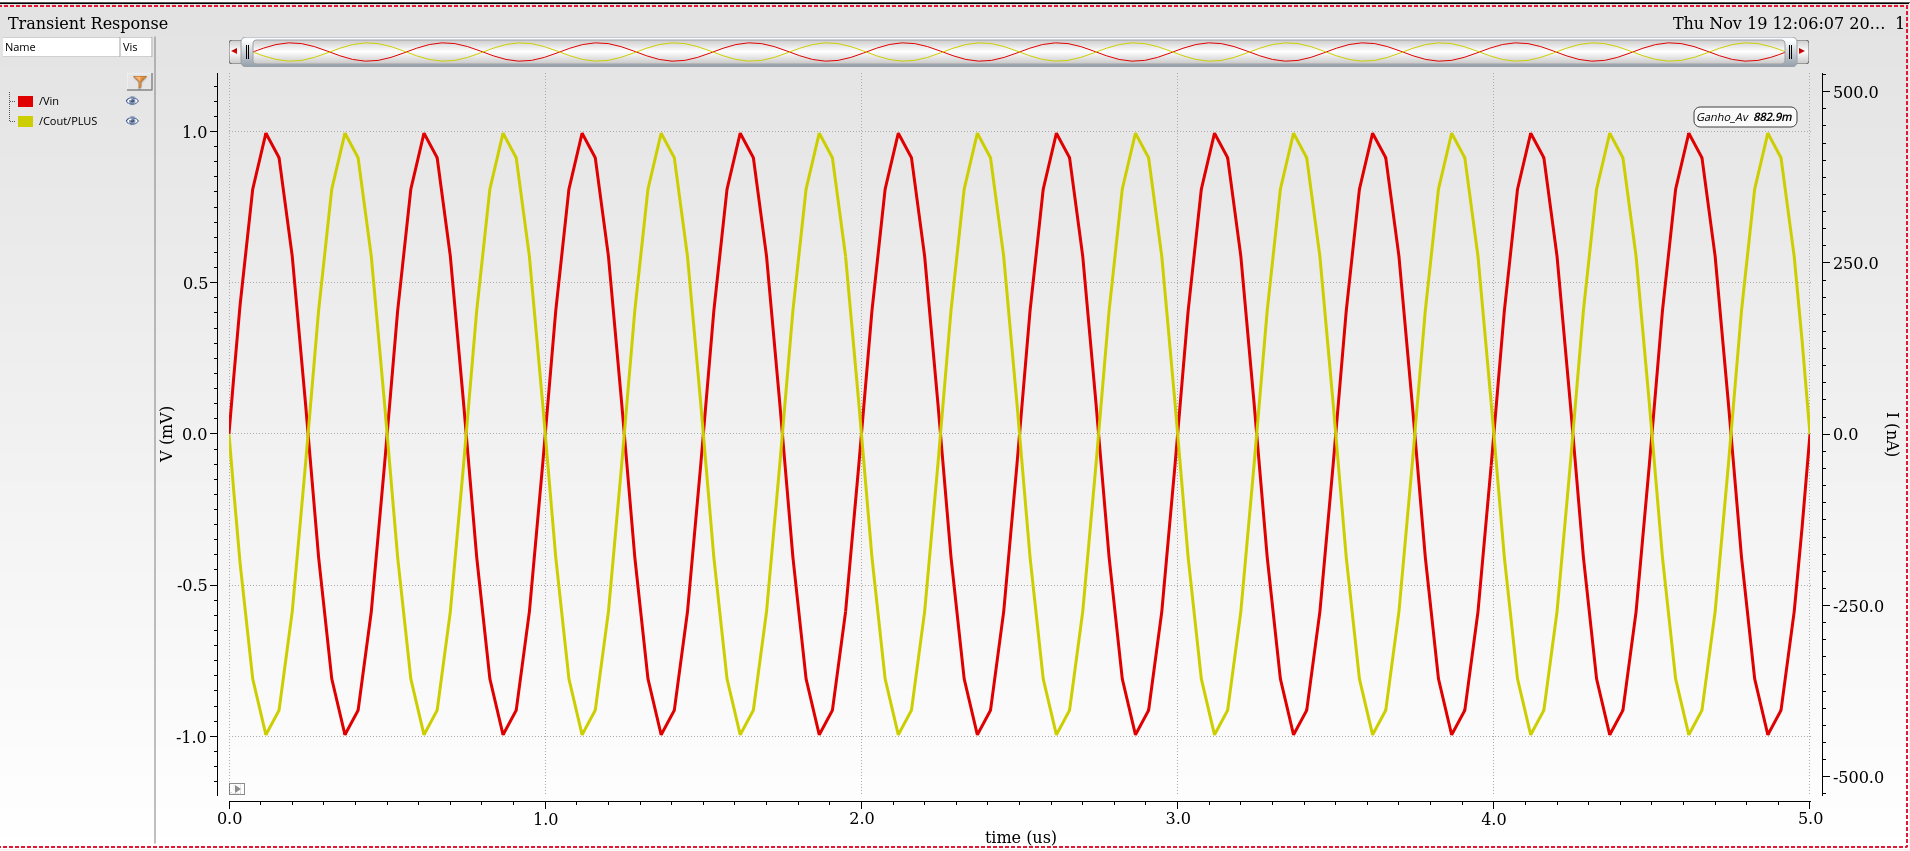 Transient Response
Thu Nov 19 12:06:07 20... 1
Name Vis
/Vin
/Cout/PLUS
Ganho_Av 882.9m
V (mV)
1.0
0.5
0.0
-0.5
-1.0
500.0
250.0
0.0
-250.0
-500.0
I (nA)
0.0 1.0 2.0 3.0 4.0 5.0
time (us)